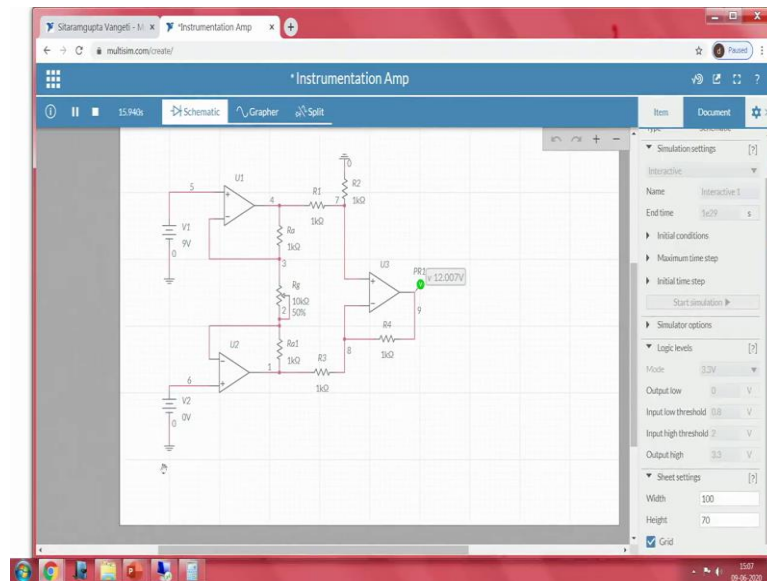 Sitaramgupta Vangeti - M x
*Instrumentation Amp x
multisim.com/create/
d Paused
*Instrumentation Amp
15.940s Schematic Grapher Split
Item Document
Type Schematic
Simulation settings [?]
Interactive
Name Interactive 1
End time 1e29 s
Initial conditions
Maximum time step
Initial time step
Start simulation
Simulator options
Logic levels [?]
Mode 3.3V
Output low 0 V
Input low threshold 0.8 V
Input high threshold 2 V
Output high 3.3 V
Sheet settings [?]
Width 100
Height 70
Grid
0
U1
R2
1kΩ
5
4
R1
1kΩ
7
V1
9V
0
Ra
1kΩ
3
U3
PR1
v: 12.007V
Rg
10kΩ
50%
2
9
U2
Ra1
1kΩ
R4
1kΩ
8
1
R3
1kΩ
6
V2
0V
0
15:07
09-06-2020